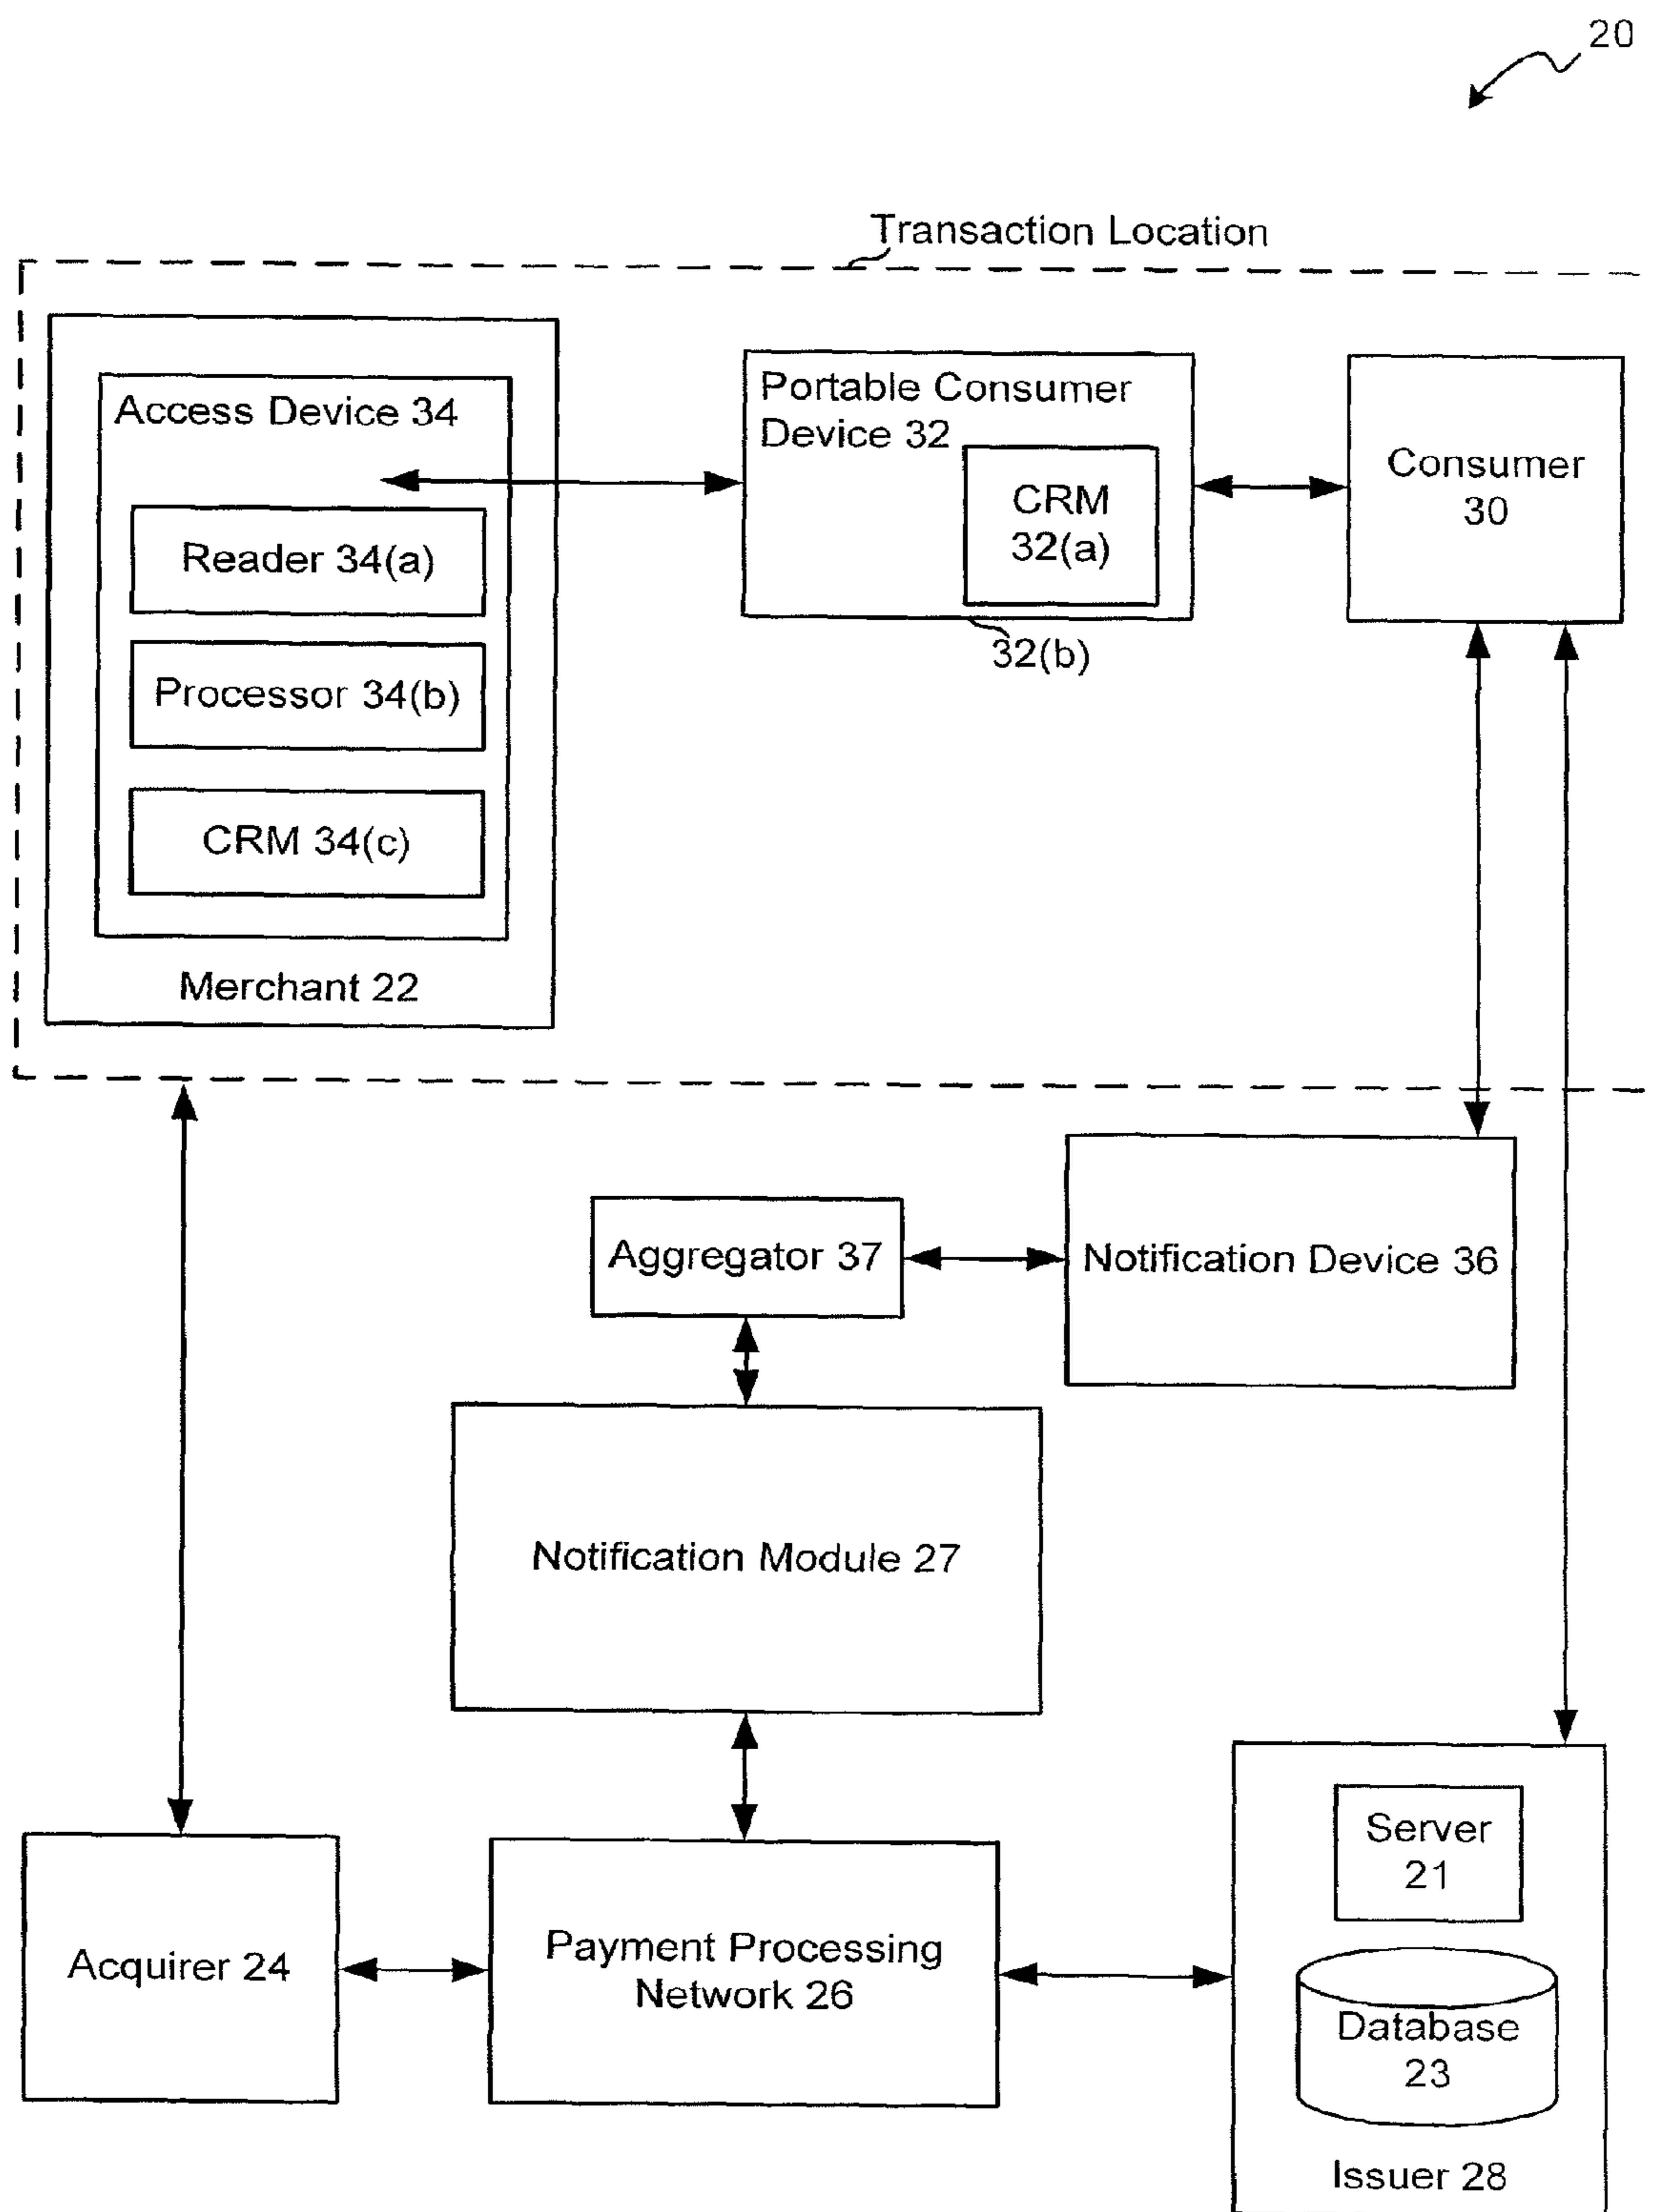 20
Transaction Location
Access Device 34
Reader 34(a)
Processor 34(b)
CRM 34(c)
Merchant 22
Portable Consumer
Device 32
CRM
32(a)
32(b)
Consumer
30
Aggregator 37
Notification Device 36
Notification Module 27
Acquirer 24
Payment Processing
Network 26
Server
21
Database
23
Issuer 28